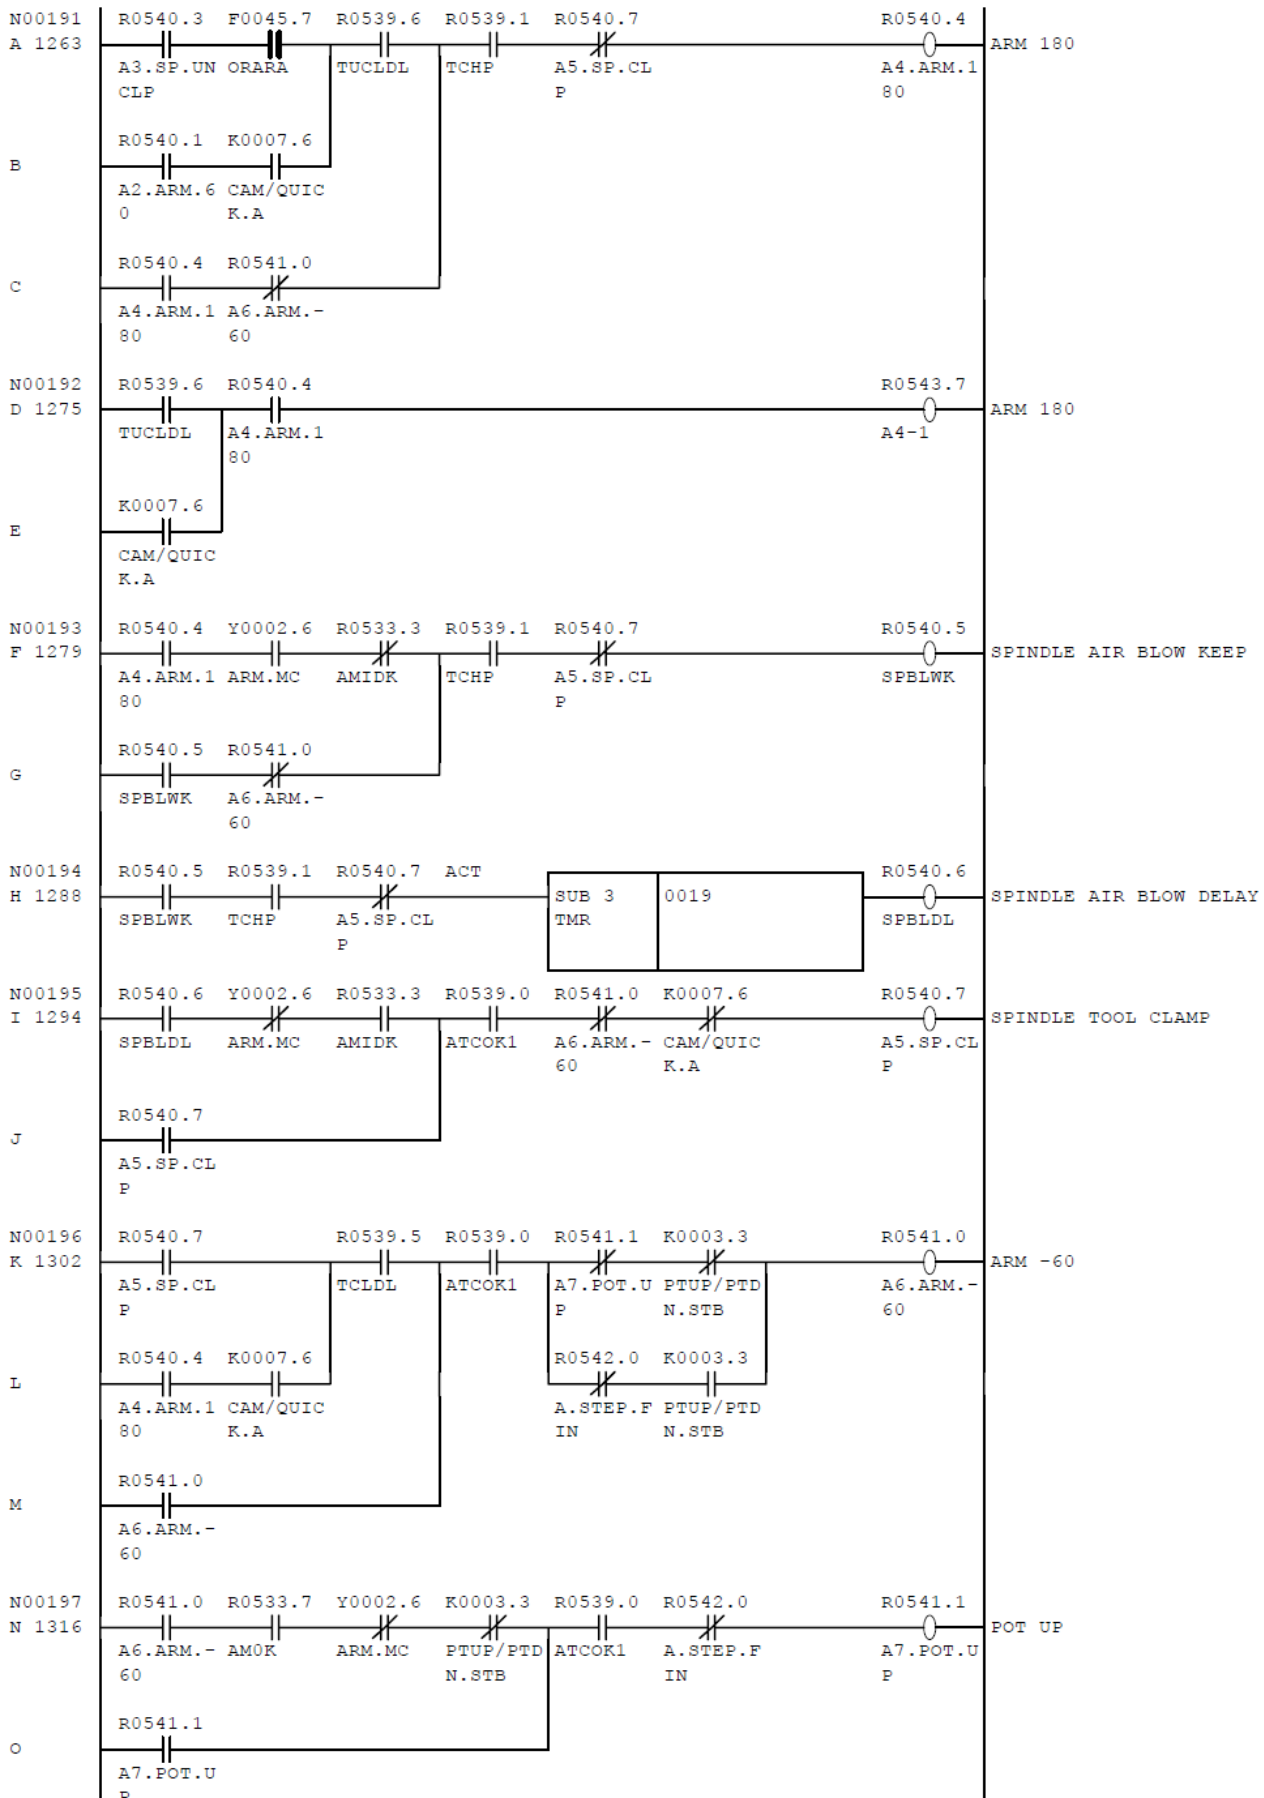 N00191 R0540.3 F0045.7 R0539.6 R0539.1 R0540.7 R0540.4
A 1263 ARM 180
A3.SP.UN ORARA TUCLDL TCHP A5.SP.CL A4.ARM.1
CLP P 80
R0540.1 K0007.6
B
A2.ARM.6 CAM/QUIC
0 K.A
R0540.4 R0541.0
C
A4.ARM.1 A6.ARM.-
80 60
N00192 R0539.6 R0540.4 R0543.7
D 1275 ARM 180
TUCLDL A4.ARM.1 A4-1
80
K0007.6
E
CAM/QUIC
K.A
N00193 R0540.4 Y0002.6 R0533.3 R0539.1 R0540.7 R0540.5
F 1279 SPINDLE AIR BLOW KEEP
A4.ARM.1 ARM.MC AMIDK TCHP A5.SP.CL SPBLWK
80 P
R0540.5 R0541.0
G
SPBLWK A6.ARM.-
60
N00194 R0540.5 R0539.1 R0540.7 ACT R0540.6
H 1288 SUB 3 0019 SPINDLE AIR BLOW DELAY
SPBLWK TCHP A5.SP.CL TMR SPBLDL
P
N00195 R0540.6 Y0002.6 R0533.3 R0539.0 R0541.0 K0007.6 R0540.7
I 1294 SPINDLE TOOL CLAMP
SPBLDL ARM.MC AMIDK ATCOK1 A6.ARM.- CAM/QUIC A5.SP.CL
60 K.A P
R0540.7
J
A5.SP.CL
P
N00196 R0540.7 R0539.5 R0539.0 R0541.1 K0003.3 R0541.0
K 1302 ARM -60
A5.SP.CL TCLDL ATCOK1 A7.POT.U PTUP/PTD A6.ARM.-
P P N.STB 60
R0540.4 K0007.6 R0542.0 K0003.3
L
A4.ARM.1 CAM/QUIC A.STEP.F PTUP/PTD
80 K.A IN N.STB
R0541.0
M
A6.ARM.-
60
N00197 R0541.0 R0533.7 Y0002.6 K0003.3 R0539.0 R0542.0 R0541.1
N 1316 POT UP
A6.ARM.- AM0K ARM.MC PTUP/PTD ATCOK1 A.STEP.F A7.POT.U
60 N.STB IN P
R0541.1
O
A7.POT.U
P